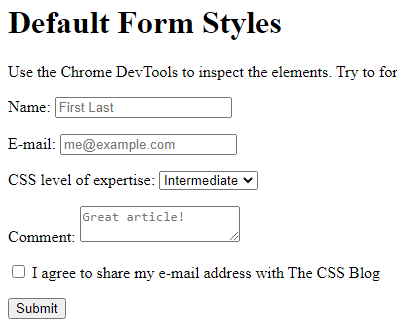 Default Form Styles
Use the Chrome DevTools to inspect the elements. Try to for
Name: First Last
E-mail: me@example.com
CSS level of expertise: Intermediate
Great article!
Comment:
I agree to share my e-mail address with The CSS Blog
Submit